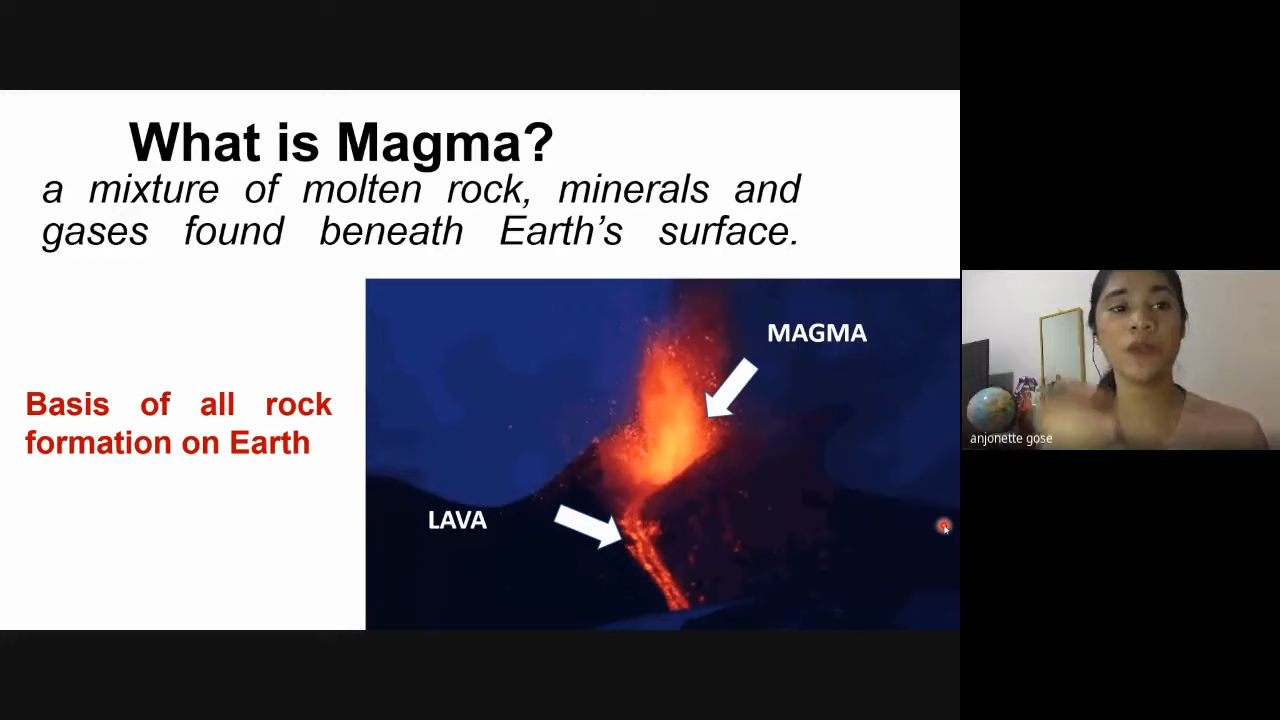 What is Magma?
a mixture of molten rock, minerals and
gases found beneath Earth’s surface.
MAGMA
Basis of all rock
formation on Earth
LAVA
anjonette gose